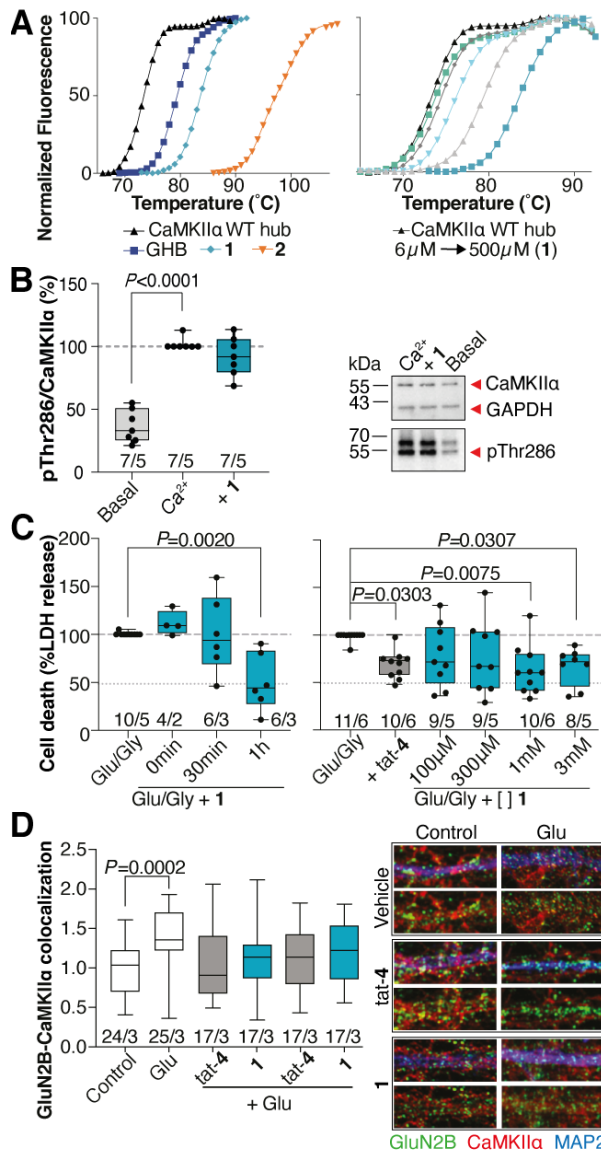 A
Normalized Fluorescence
100
50
0
70 80 90 100
Temperature (˚C)
CaMKIIα WT hub
GHB 1 2
70 80 90
Temperature (˚C)
CaMKIIα WT hub
6µM 500µM (1)
B
pThr286/CaMKIIα (%)
150
100
50
0
P<0.0001
7/5 7/5 7/5
Basal Ca²⁺ + 1
kDa Ca²⁺ + 1 Basal
55 CaMKIIα
43
GAPDH
70
55 pThr286
C
Cell death (%LDH release)
200
150
100
50
0
P=0.0020
10/5 4/2 6/3 6/3
Glu/Gly 0min 30min 1h
Glu/Gly + 1
P=0.0307
P=0.0075
P=0.0303
11/6 10/6 9/5 9/5 10/6 8/5
Glu/Gly + tat-4 100µM 300µM 1mM 3mM
Glu/Gly + [ ] 1
D
GluN2B-CaMKIIα colocalization
2.5
2.0
1.5
1.0
0.5
0.0
P=0.0002
24/3 25/3 17/3 17/3 17/3 17/3
Control Glu tat-4 1 tat-4 1
+ Glu
Control Glu
Vehicle
tat-4
1
GluN2B CaMKIIα MAP2